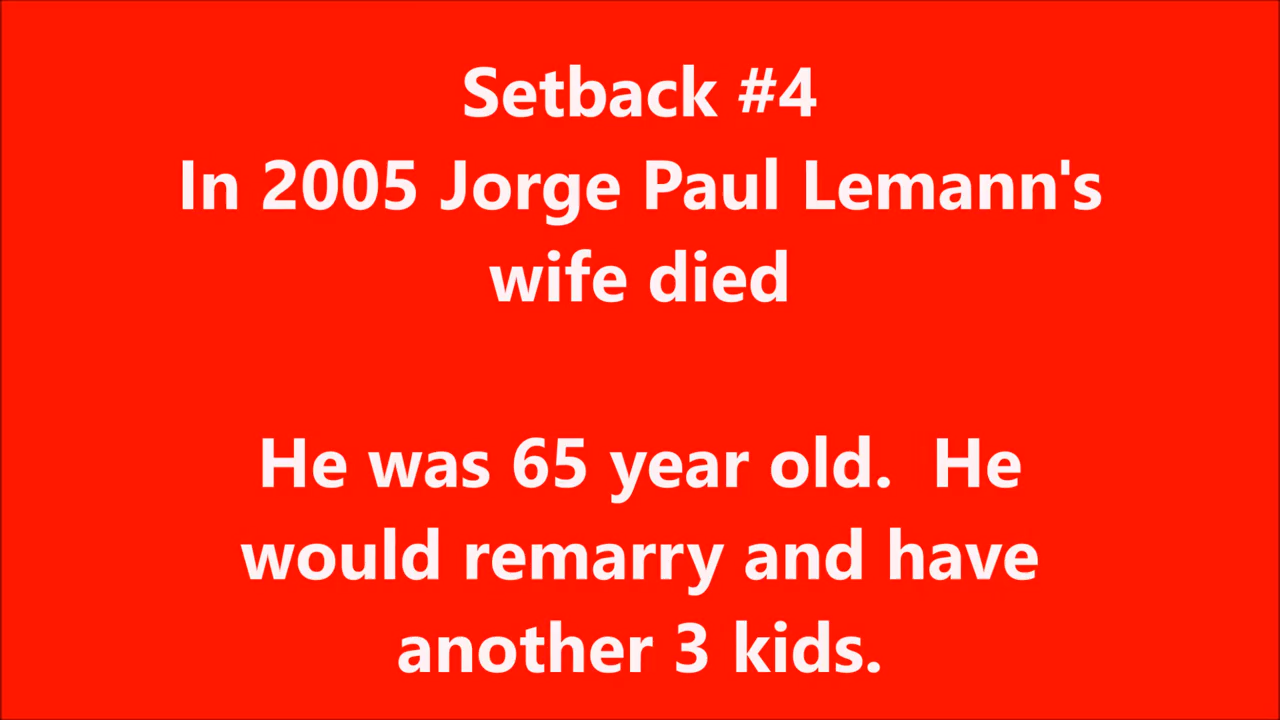 Setback #4
In 2005 Jorge Paul Lemann's
wife died
He was 65 year old.  He
would remarry and have
another 3 kids.